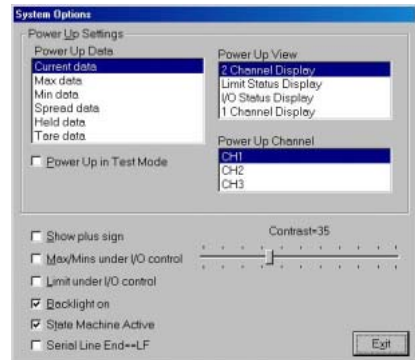 System Options
Power Up Settings
Power Up Data
Current data
Max data
Min data
Spread data
Held data
Tare data
Power Up in Test Mode
Power Up View
2 Channel Display
Limit Status Display
I/O Status Display
1 Channel Display
Power Up Channel
CH1
CH2
CH3
Show plus sign
Max/Mins under I/O control
Limit under I/O control
Backlight on
State Machine Active
Serial Line End==LF
Contrast=35
Exit